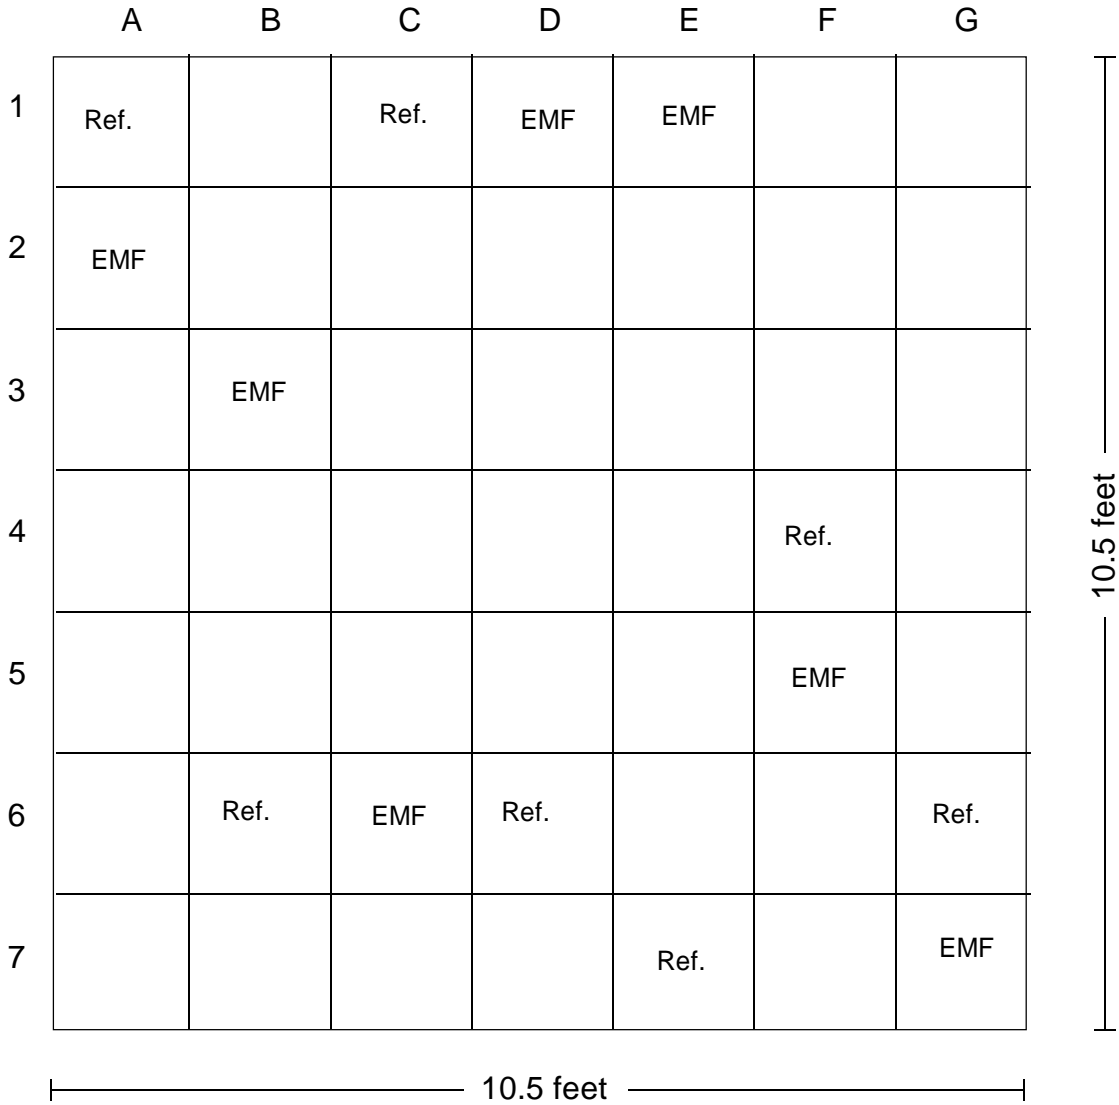 A B C D E F G
1 Ref. Ref. EMF EMF
2 EMF
3 EMF
4 Ref.
5 EMF
6 Ref. EMF Ref. Ref.
7 Ref. EMF
10.5 feet
10.5 feet